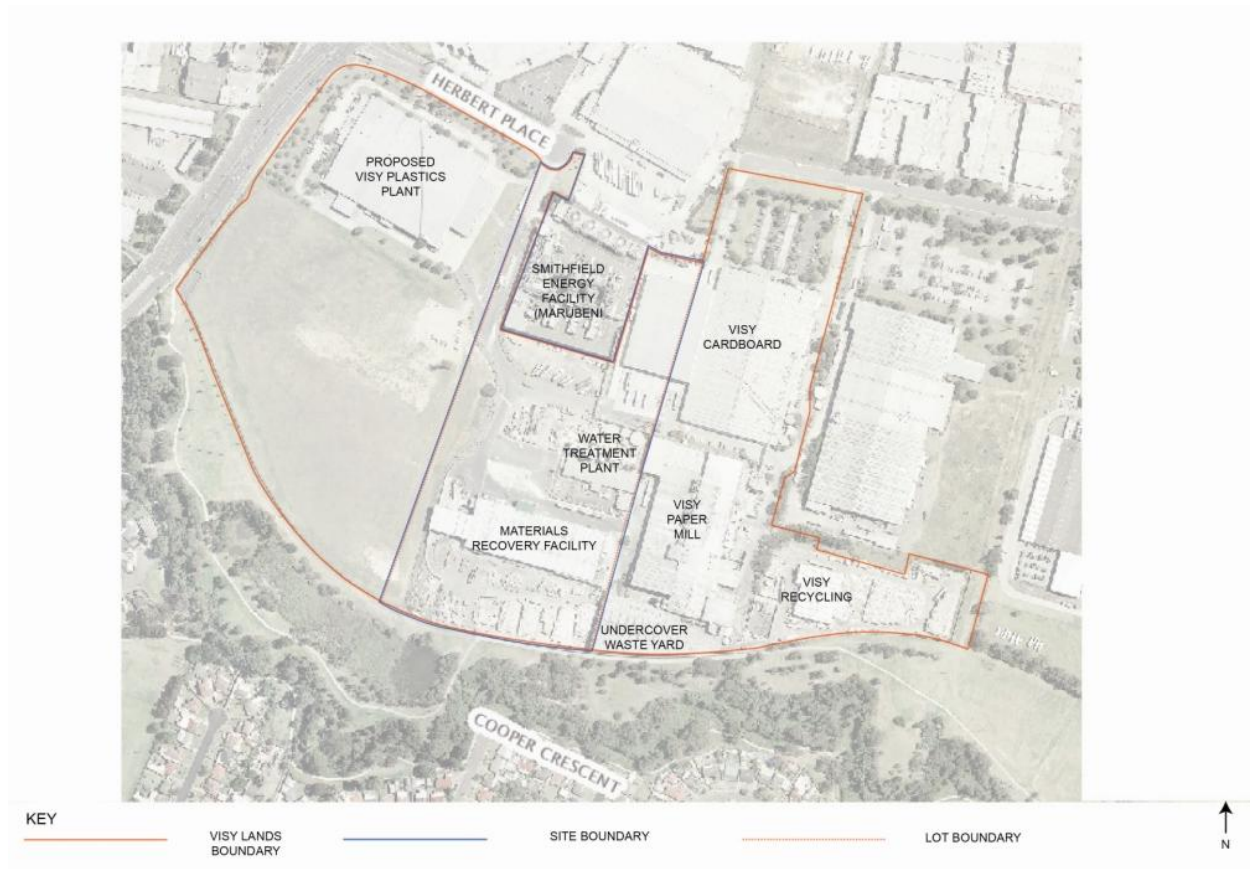 HERBERT PLACE
PROPOSED
VISY PLASTICS
PLANT
SMITHFIELD
ENERGY
FACILITY
(MARUBENI
VISY
CARDBOARD
WATER
TREATMENT
PLANT
VISY
PAPER
MILL
MATERIALS
RECOVERY FACILITY
VISY
RECYCLING
UNDERCOVER
WASTE YARD
COOPER CRESCENT
KEY
VISY LANDS
BOUNDARY
SITE BOUNDARY
LOT BOUNDARY
N